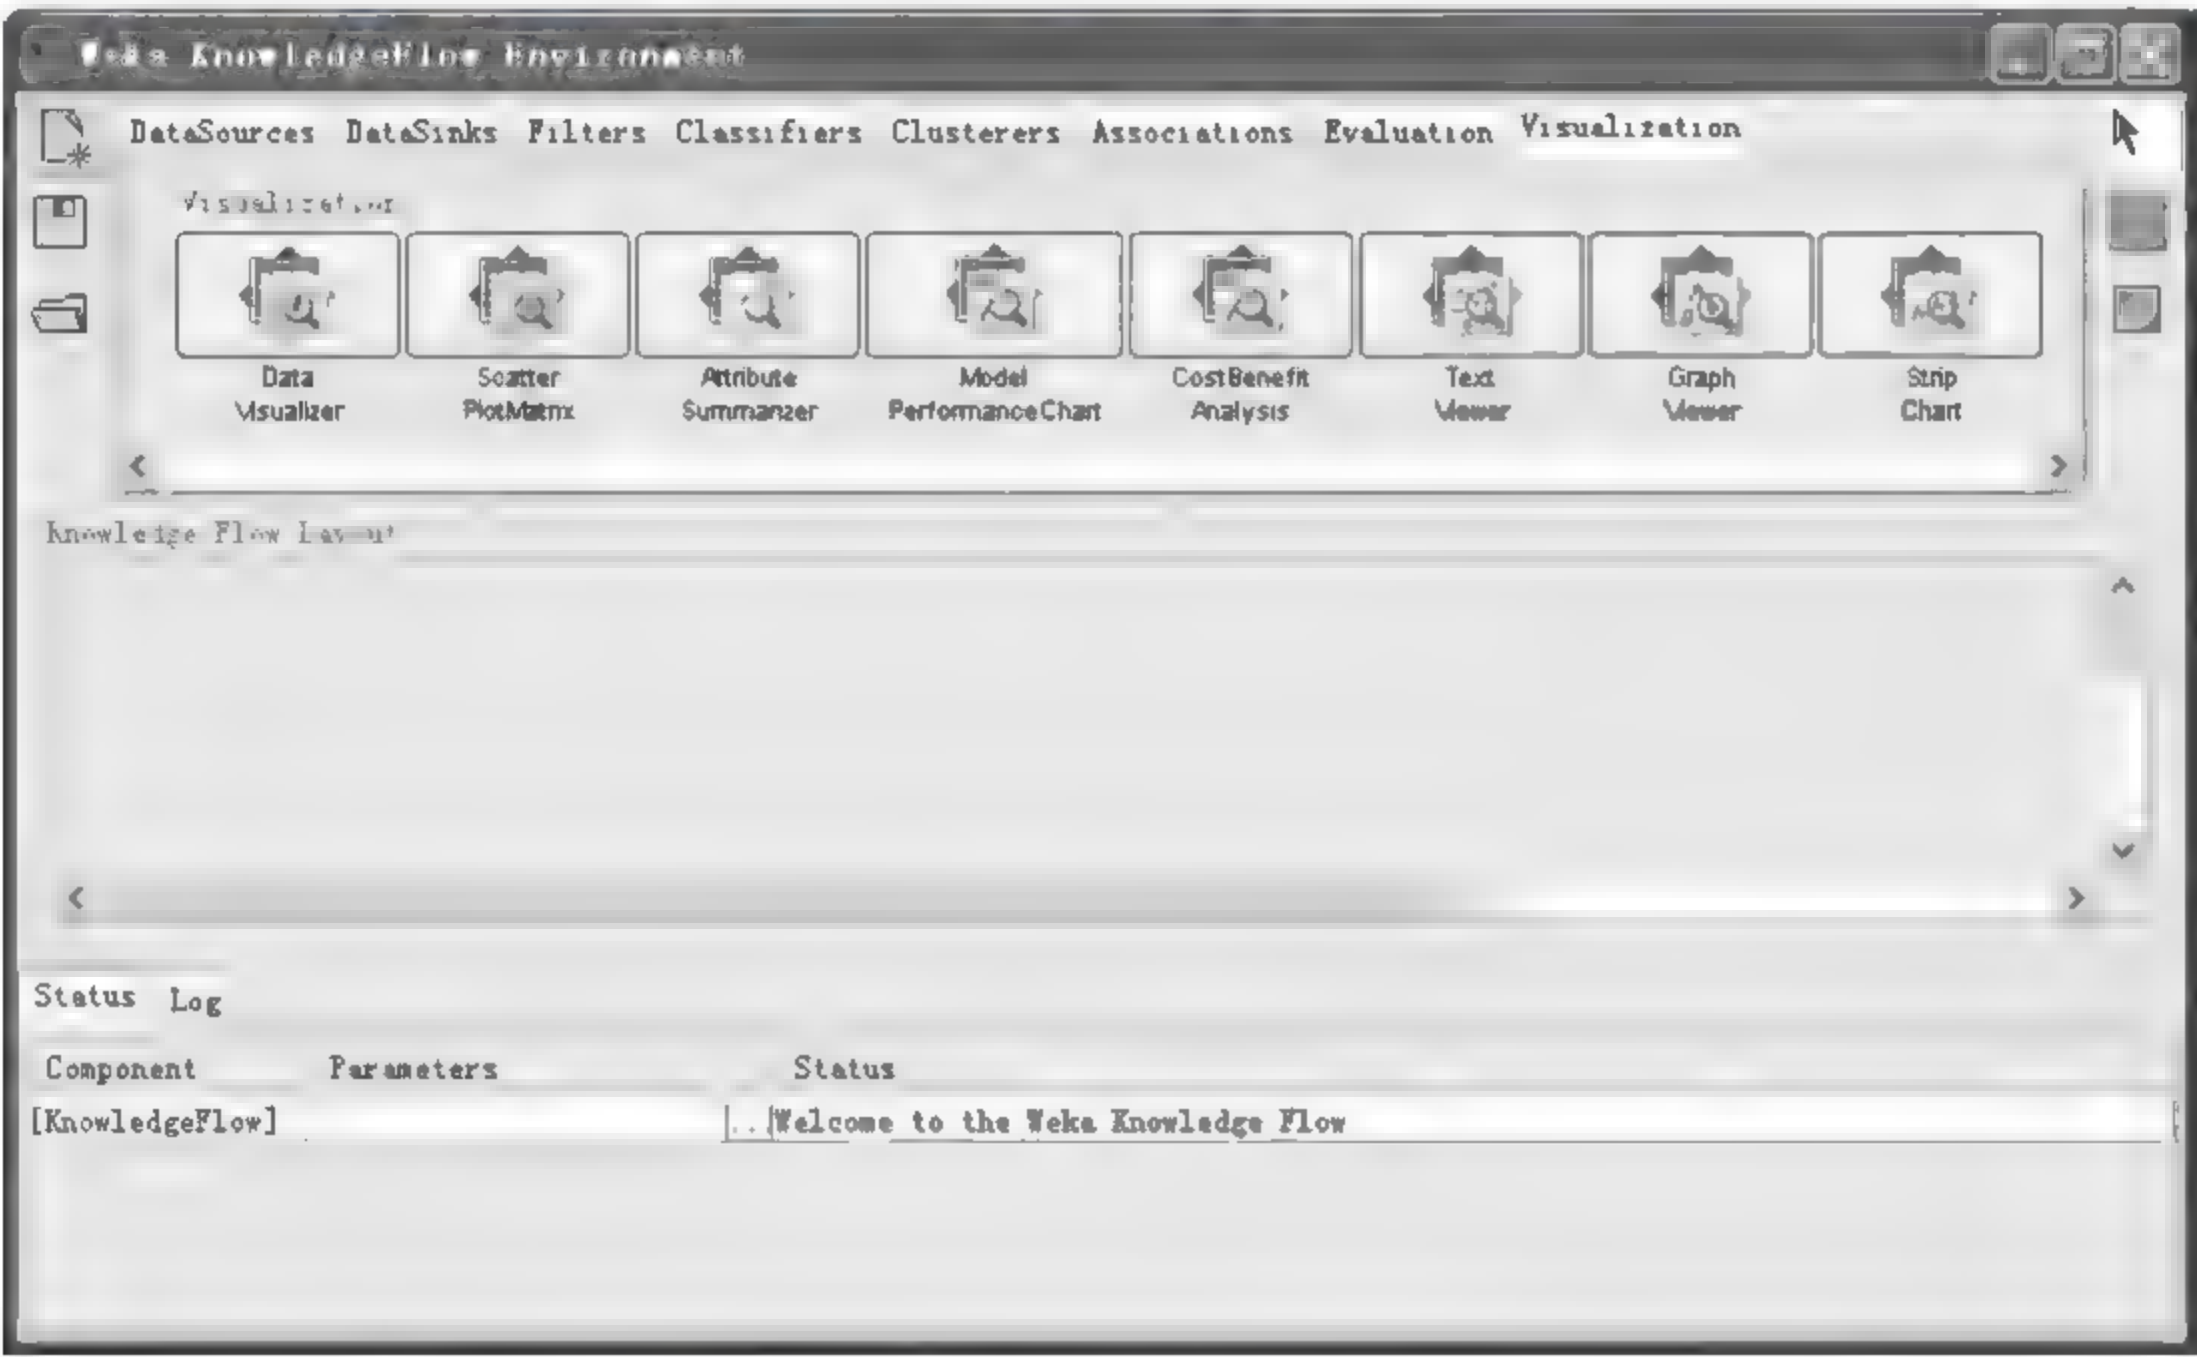 Weka KnowledgeFlow Environment
DataSources DataSinks Filters Classifiers Clusterers Associations Evaluation Visualization
Visualization
Data Visualizer
Scatter PlotMatrix
Attribute Summarizer
Model PerformanceChart
CostBenefit Analysis
Text Viewer
Graph Viewer
Strip Chart
Knowledge Flow Layout
Status Log
Component Parameters Status
[KnowledgeFlow] ... Welcome to the Weka Knowledge Flow